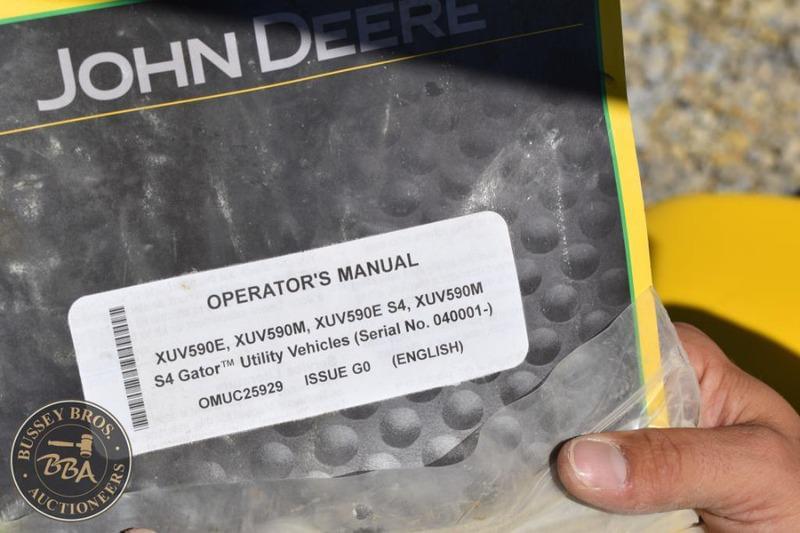 JOHN DEERE
OPERATOR'S MANUAL
XUV590E, XUV590M, XUV590E S4, XUV590M
S4 Gator™ Utility Vehicles (Serial No. 040001-)
OMUC25929 ISSUE G0 (ENGLISH)
BUSSEY BROS.
BBA
AUCTIONEERS